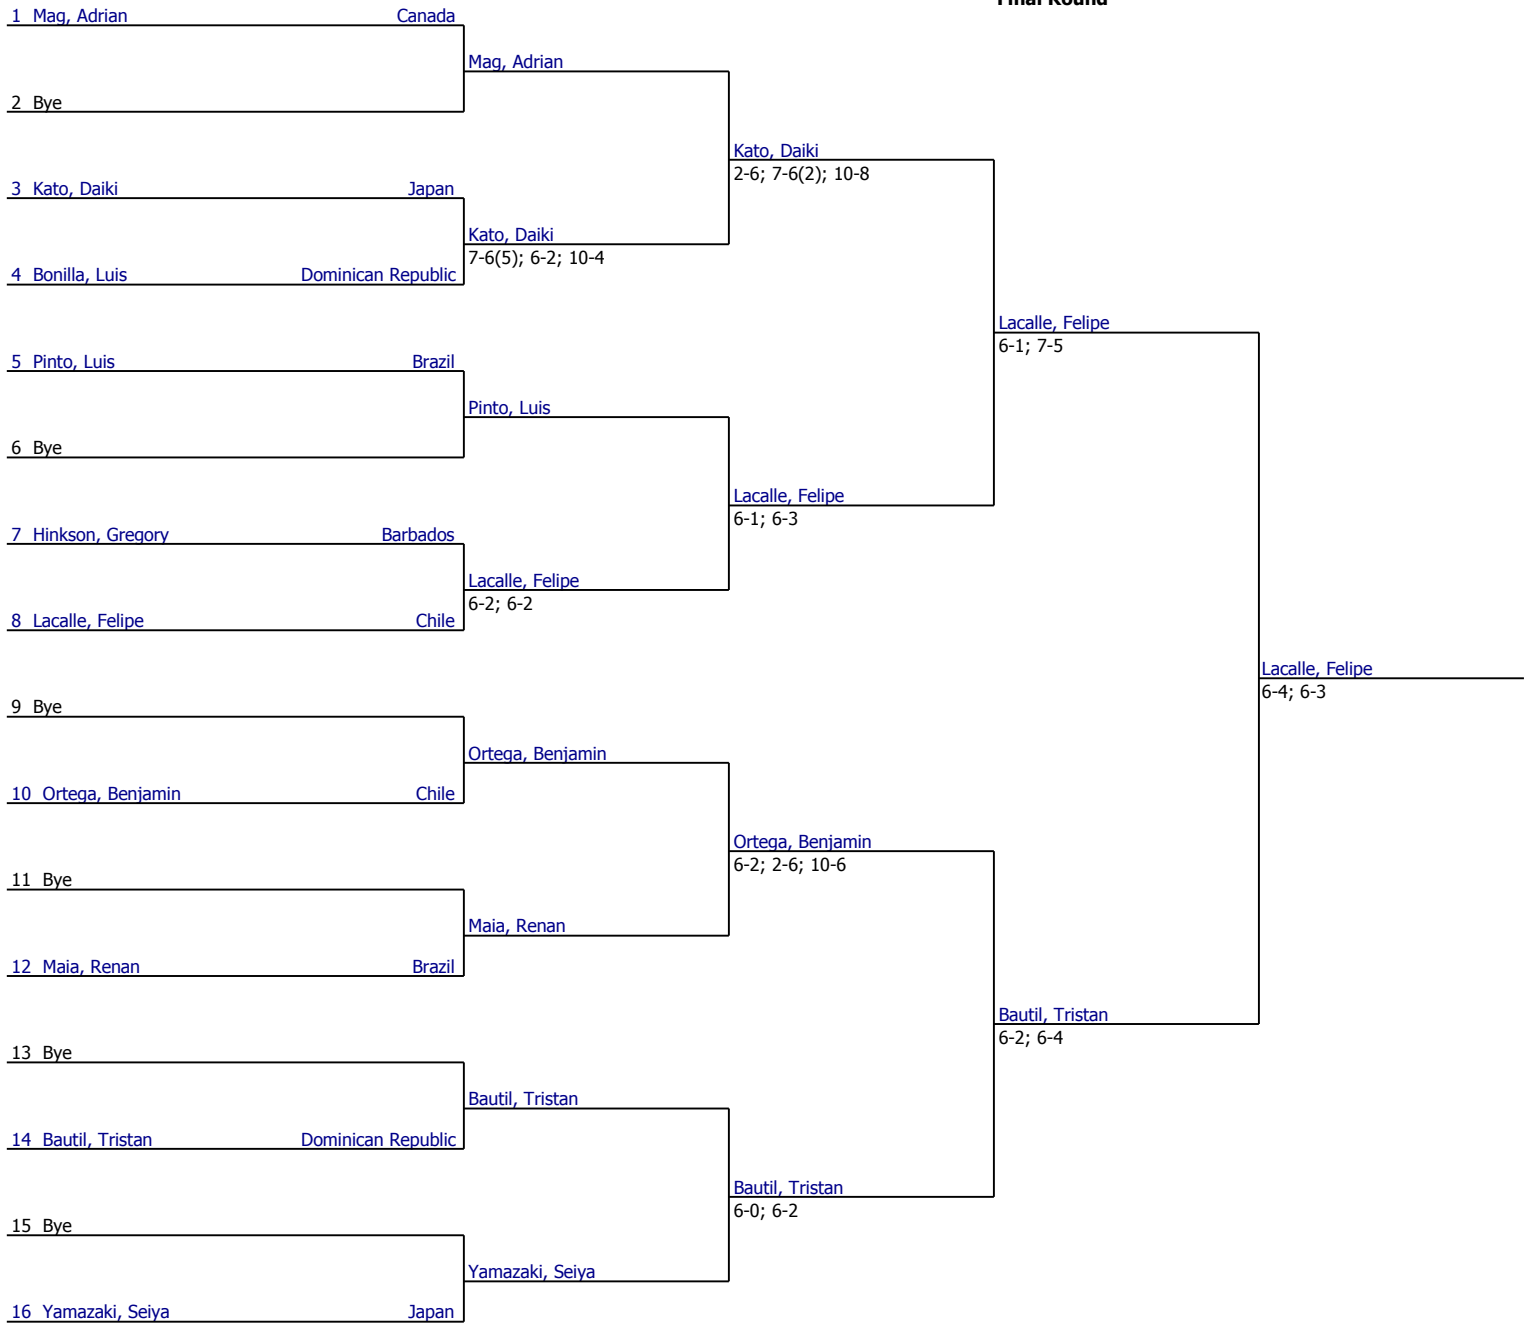 Final Round
1 Mag, Adrian Canada
Mag, Adrian
2 Bye
Kato, Daiki
2-6; 7-6(2); 10-8
3 Kato, Daiki Japan
Kato, Daiki
7-6(5); 6-2; 10-4
4 Bonilla, Luis Dominican Republic
Lacalle, Felipe
6-1; 7-5
5 Pinto, Luis Brazil
Pinto, Luis
6 Bye
Lacalle, Felipe
6-1; 6-3
7 Hinkson, Gregory Barbados
Lacalle, Felipe
6-2; 6-2
8 Lacalle, Felipe Chile
Lacalle, Felipe
6-4; 6-3
9 Bye
Ortega, Benjamin
10 Ortega, Benjamin Chile
Ortega, Benjamin
6-2; 2-6; 10-6
11 Bye
Maia, Renan
12 Maia, Renan Brazil
Bautil, Tristan
6-2; 6-4
13 Bye
Bautil, Tristan
14 Bautil, Tristan Dominican Republic
Bautil, Tristan
6-0; 6-2
15 Bye
Yamazaki, Seiya
16 Yamazaki, Seiya Japan